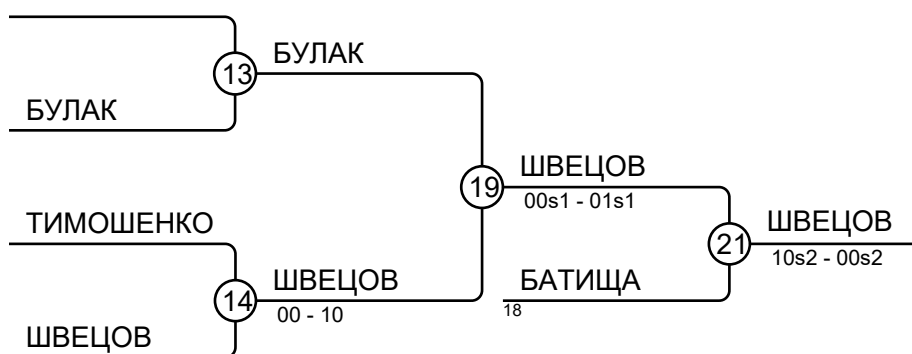 БУЛАК
13
БУЛАК
ШВЕЦОВ
19
00s1 - 01s1
ТИМОШЕНКО
ШВЕЦОВ
21
10s2 - 00s2
ШВЕЦОВ
14
00 - 10
БАТИЩА
18
ШВЕЦОВ